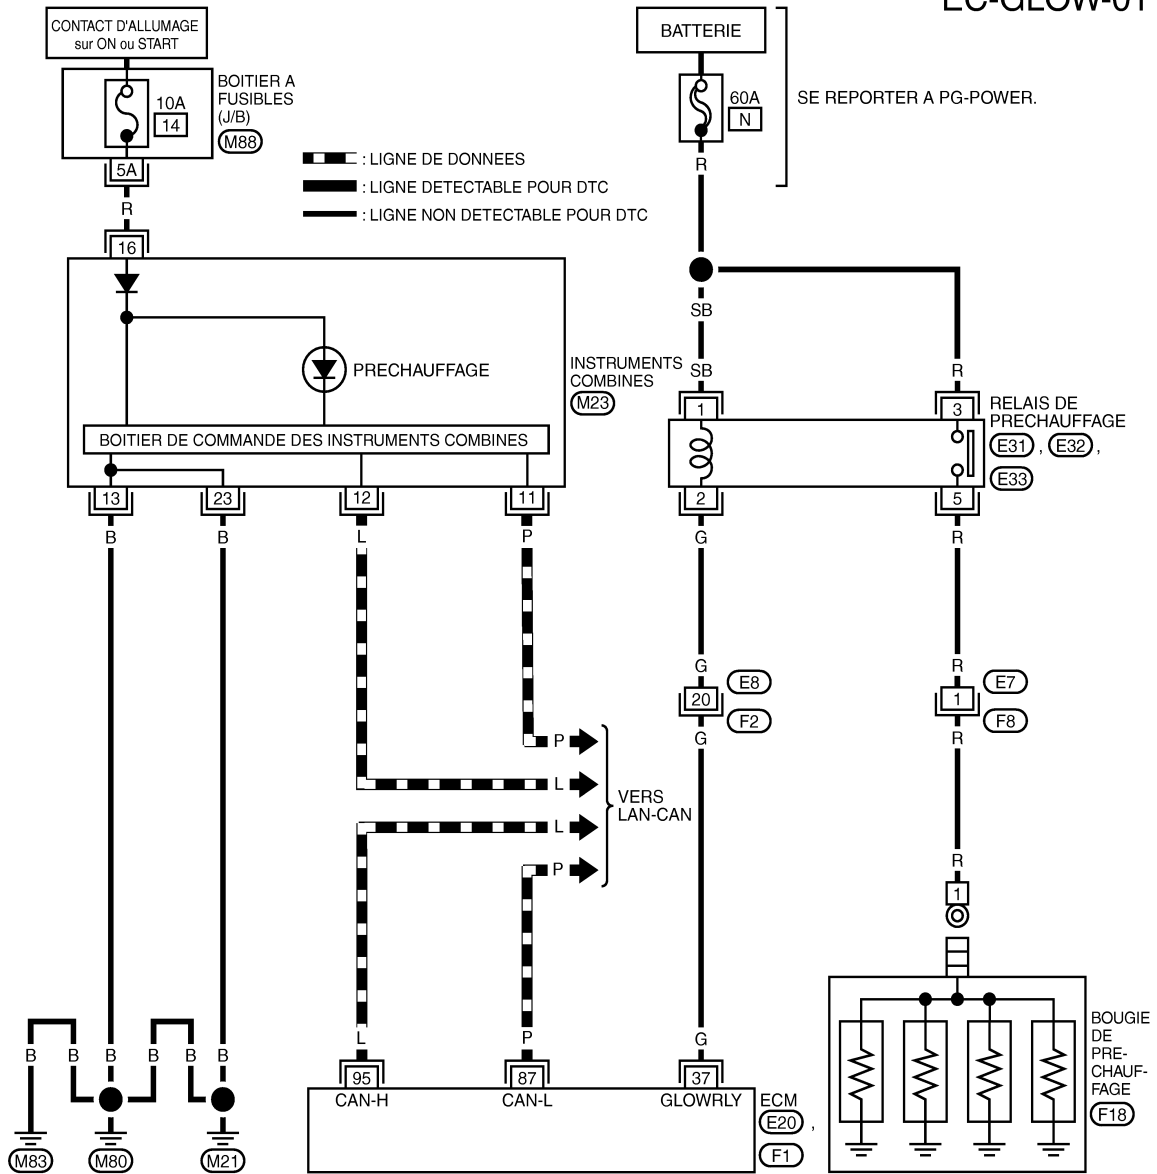 EC-GLOW-01
CONTACT D'ALLUMAGE
sur ON ou START
BATTERIE
BOITIER A
FUSIBLES
(J/B)
M88
10A
14
5A
R
16
60A
N
R
SE REPORTER A PG-POWER.
: LIGNE DE DONNEES
: LIGNE DETECTABLE POUR DTC
: LIGNE NON DETECTABLE POUR DTC
PRECHAUFFAGE
INSTRUMENTS
COMBINES
M23
BOITIER DE COMMANDE DES INSTRUMENTS COMBINES
13
23
12
11
B
B
L
P
SB
SB
R
1
3
RELAIS DE
PRECHAUFFAGE
E31 , E32 ,
E33
2
5
G
R
G
R
20
E8
F2
1
E7
F8
G
R
P
L
L
P
VERS
LAN-CAN
R
1
B
B
B
B
B
B
L
P
G
M83
M80
M21
95
87
37
CAN-H
CAN-L
GLOWRLY
ECM
E20 ,
F1
BOUGIE
DE
PRE-
CHAUF-
FAGE
F18